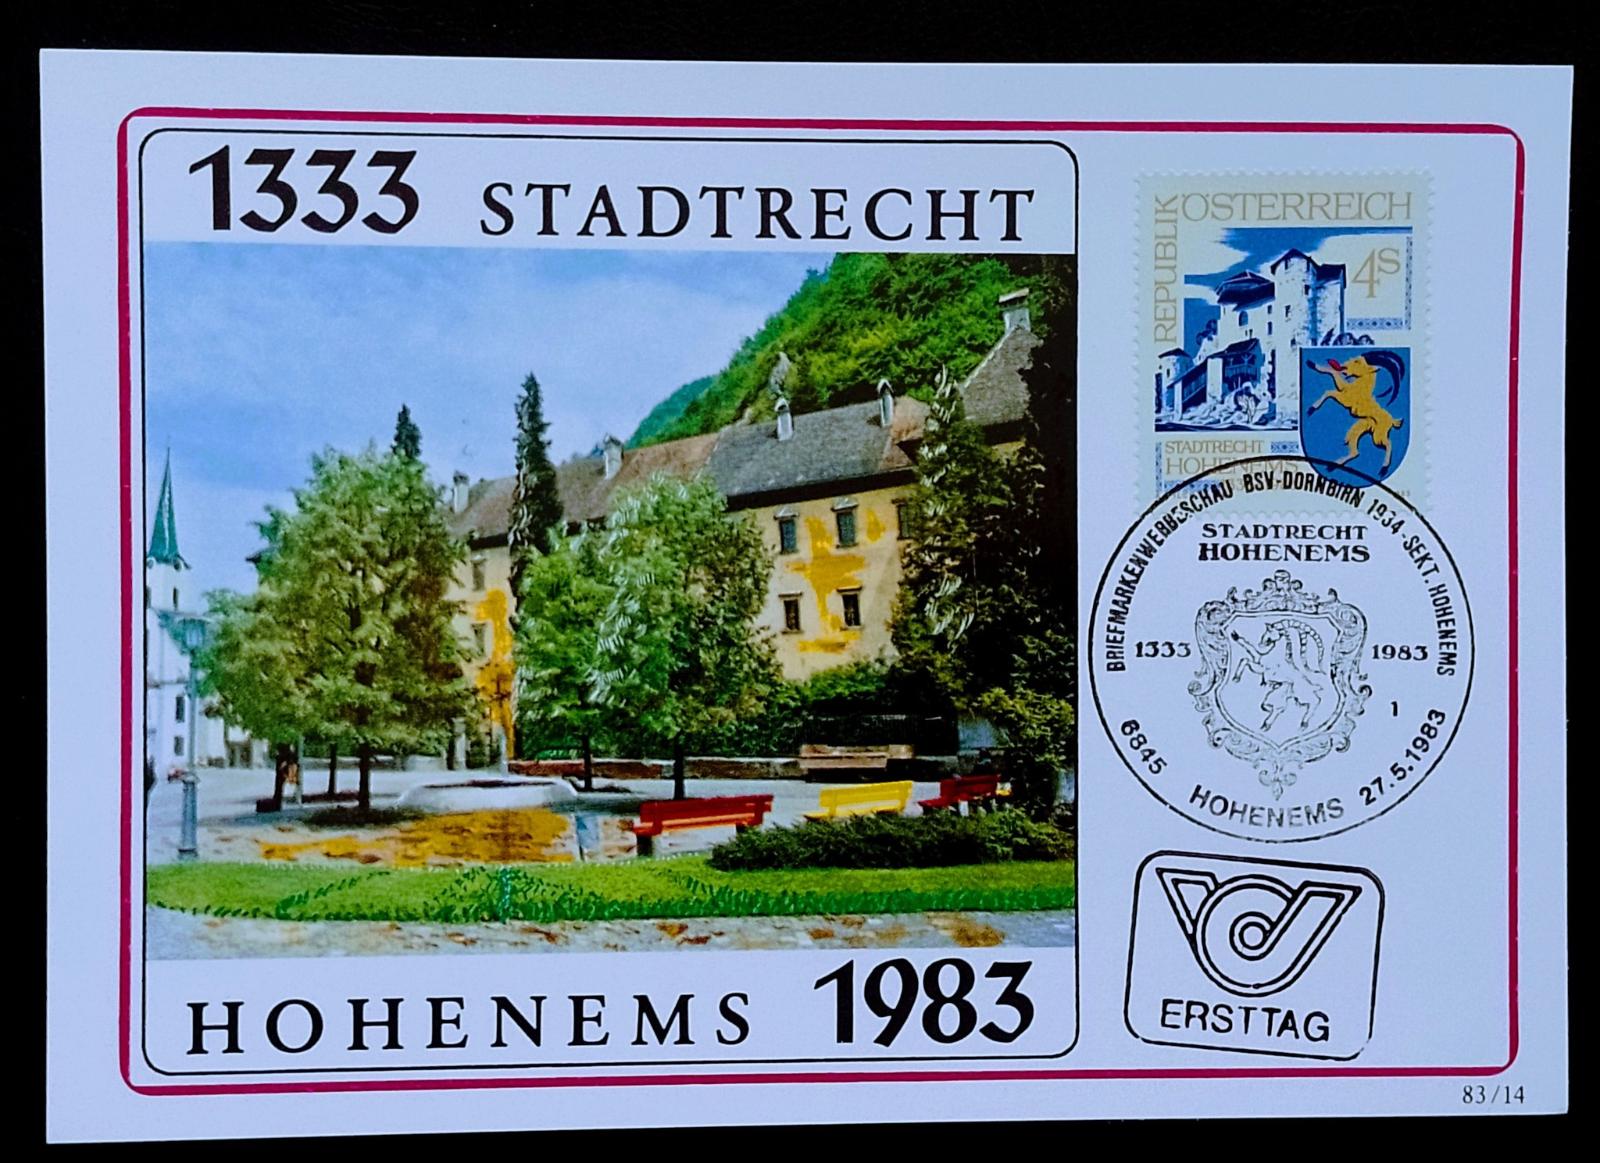 1333 STADTRECHT
HOHENEMS 1983
REPUBLIK
ÖSTERREICH
4S
STADTRECHT
HOHENEMS
BRIEFMARKENWERBESCHAU BSV-DORNBIRN 1934-SEKT. HOHENEMS
STADTRECHT
HOHENEMS
1333 1983
1
6845 HOHENEMS 27.5.1983
ERSTTAG
83/14